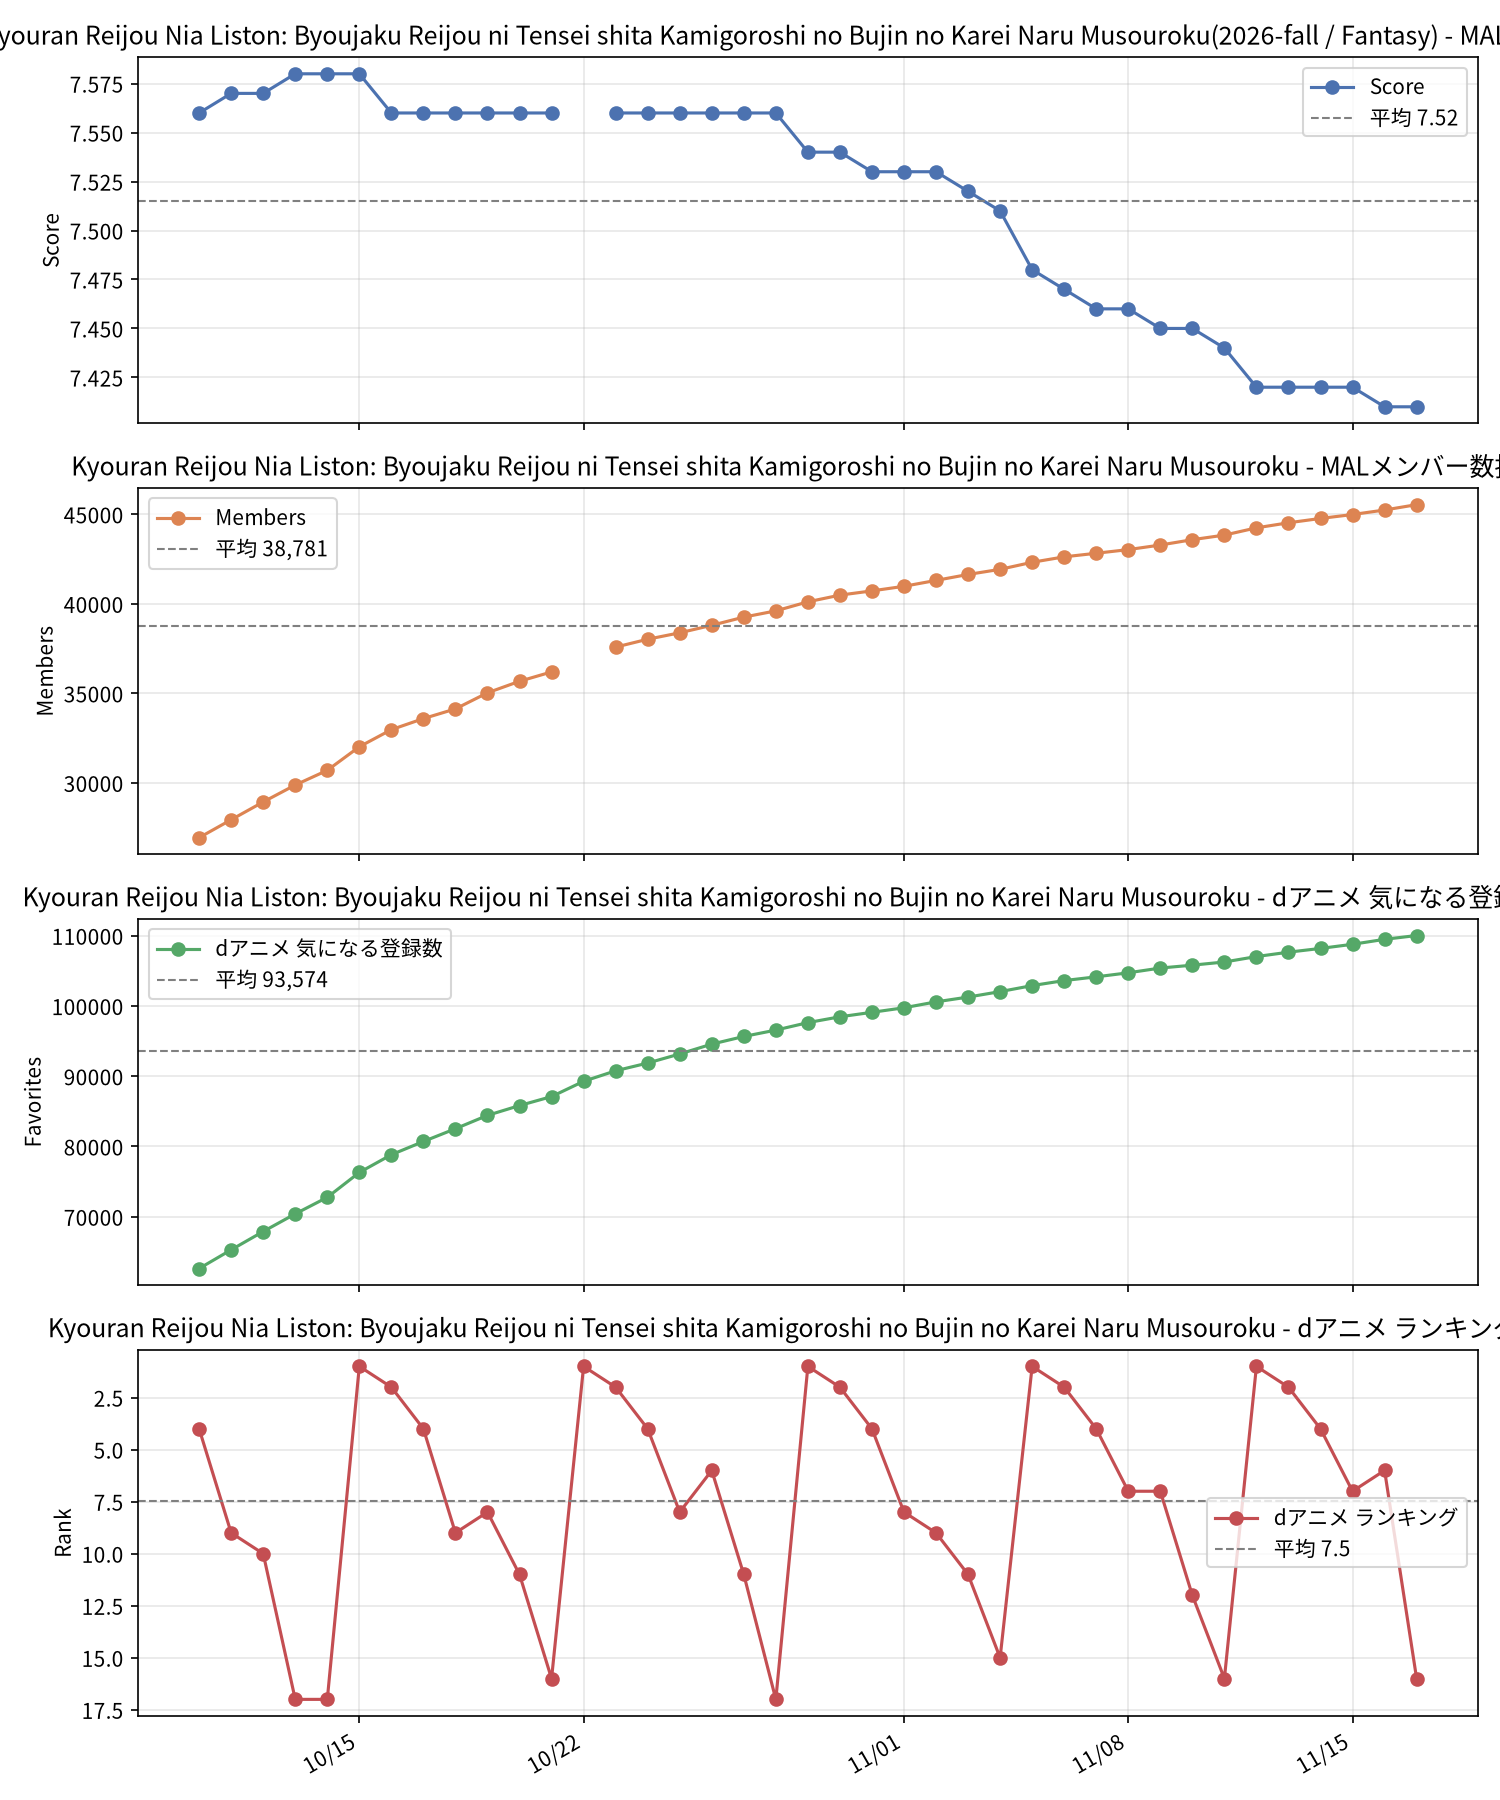 youran Reijou Nia Liston: Byoujaku Reijou ni Tensei shita Kamigoroshi no Bujin no Karei Naru Musouroku(2026-fall / Fantasy) - MAL
7.575
7.550
7.525
7.500
7.475
7.450
7.425
Score
Score
平均 7.52
Kyouran Reijou Nia Liston: Byoujaku Reijou ni Tensei shita Kamigoroshi no Bujin no Karei Naru Musouroku - MALメンバー数
45000
40000
35000
30000
Members
Members
平均 38,781
Kyouran Reijou Nia Liston: Byoujaku Reijou ni Tensei shita Kamigoroshi no Bujin no Karei Naru Musouroku - dアニメ 気になる登録
110000
100000
90000
80000
70000
Favorites
dアニメ 気になる登録数
平均 93,574
Kyouran Reijou Nia Liston: Byoujaku Reijou ni Tensei shita Kamigoroshi no Bujin no Karei Naru Musouroku - dアニメ ランキング
2.5
5.0
7.5
10.0
12.5
15.0
17.5
Rank
dアニメ ランキング
平均 7.5
10/15
10/22
11/01
11/08
11/15